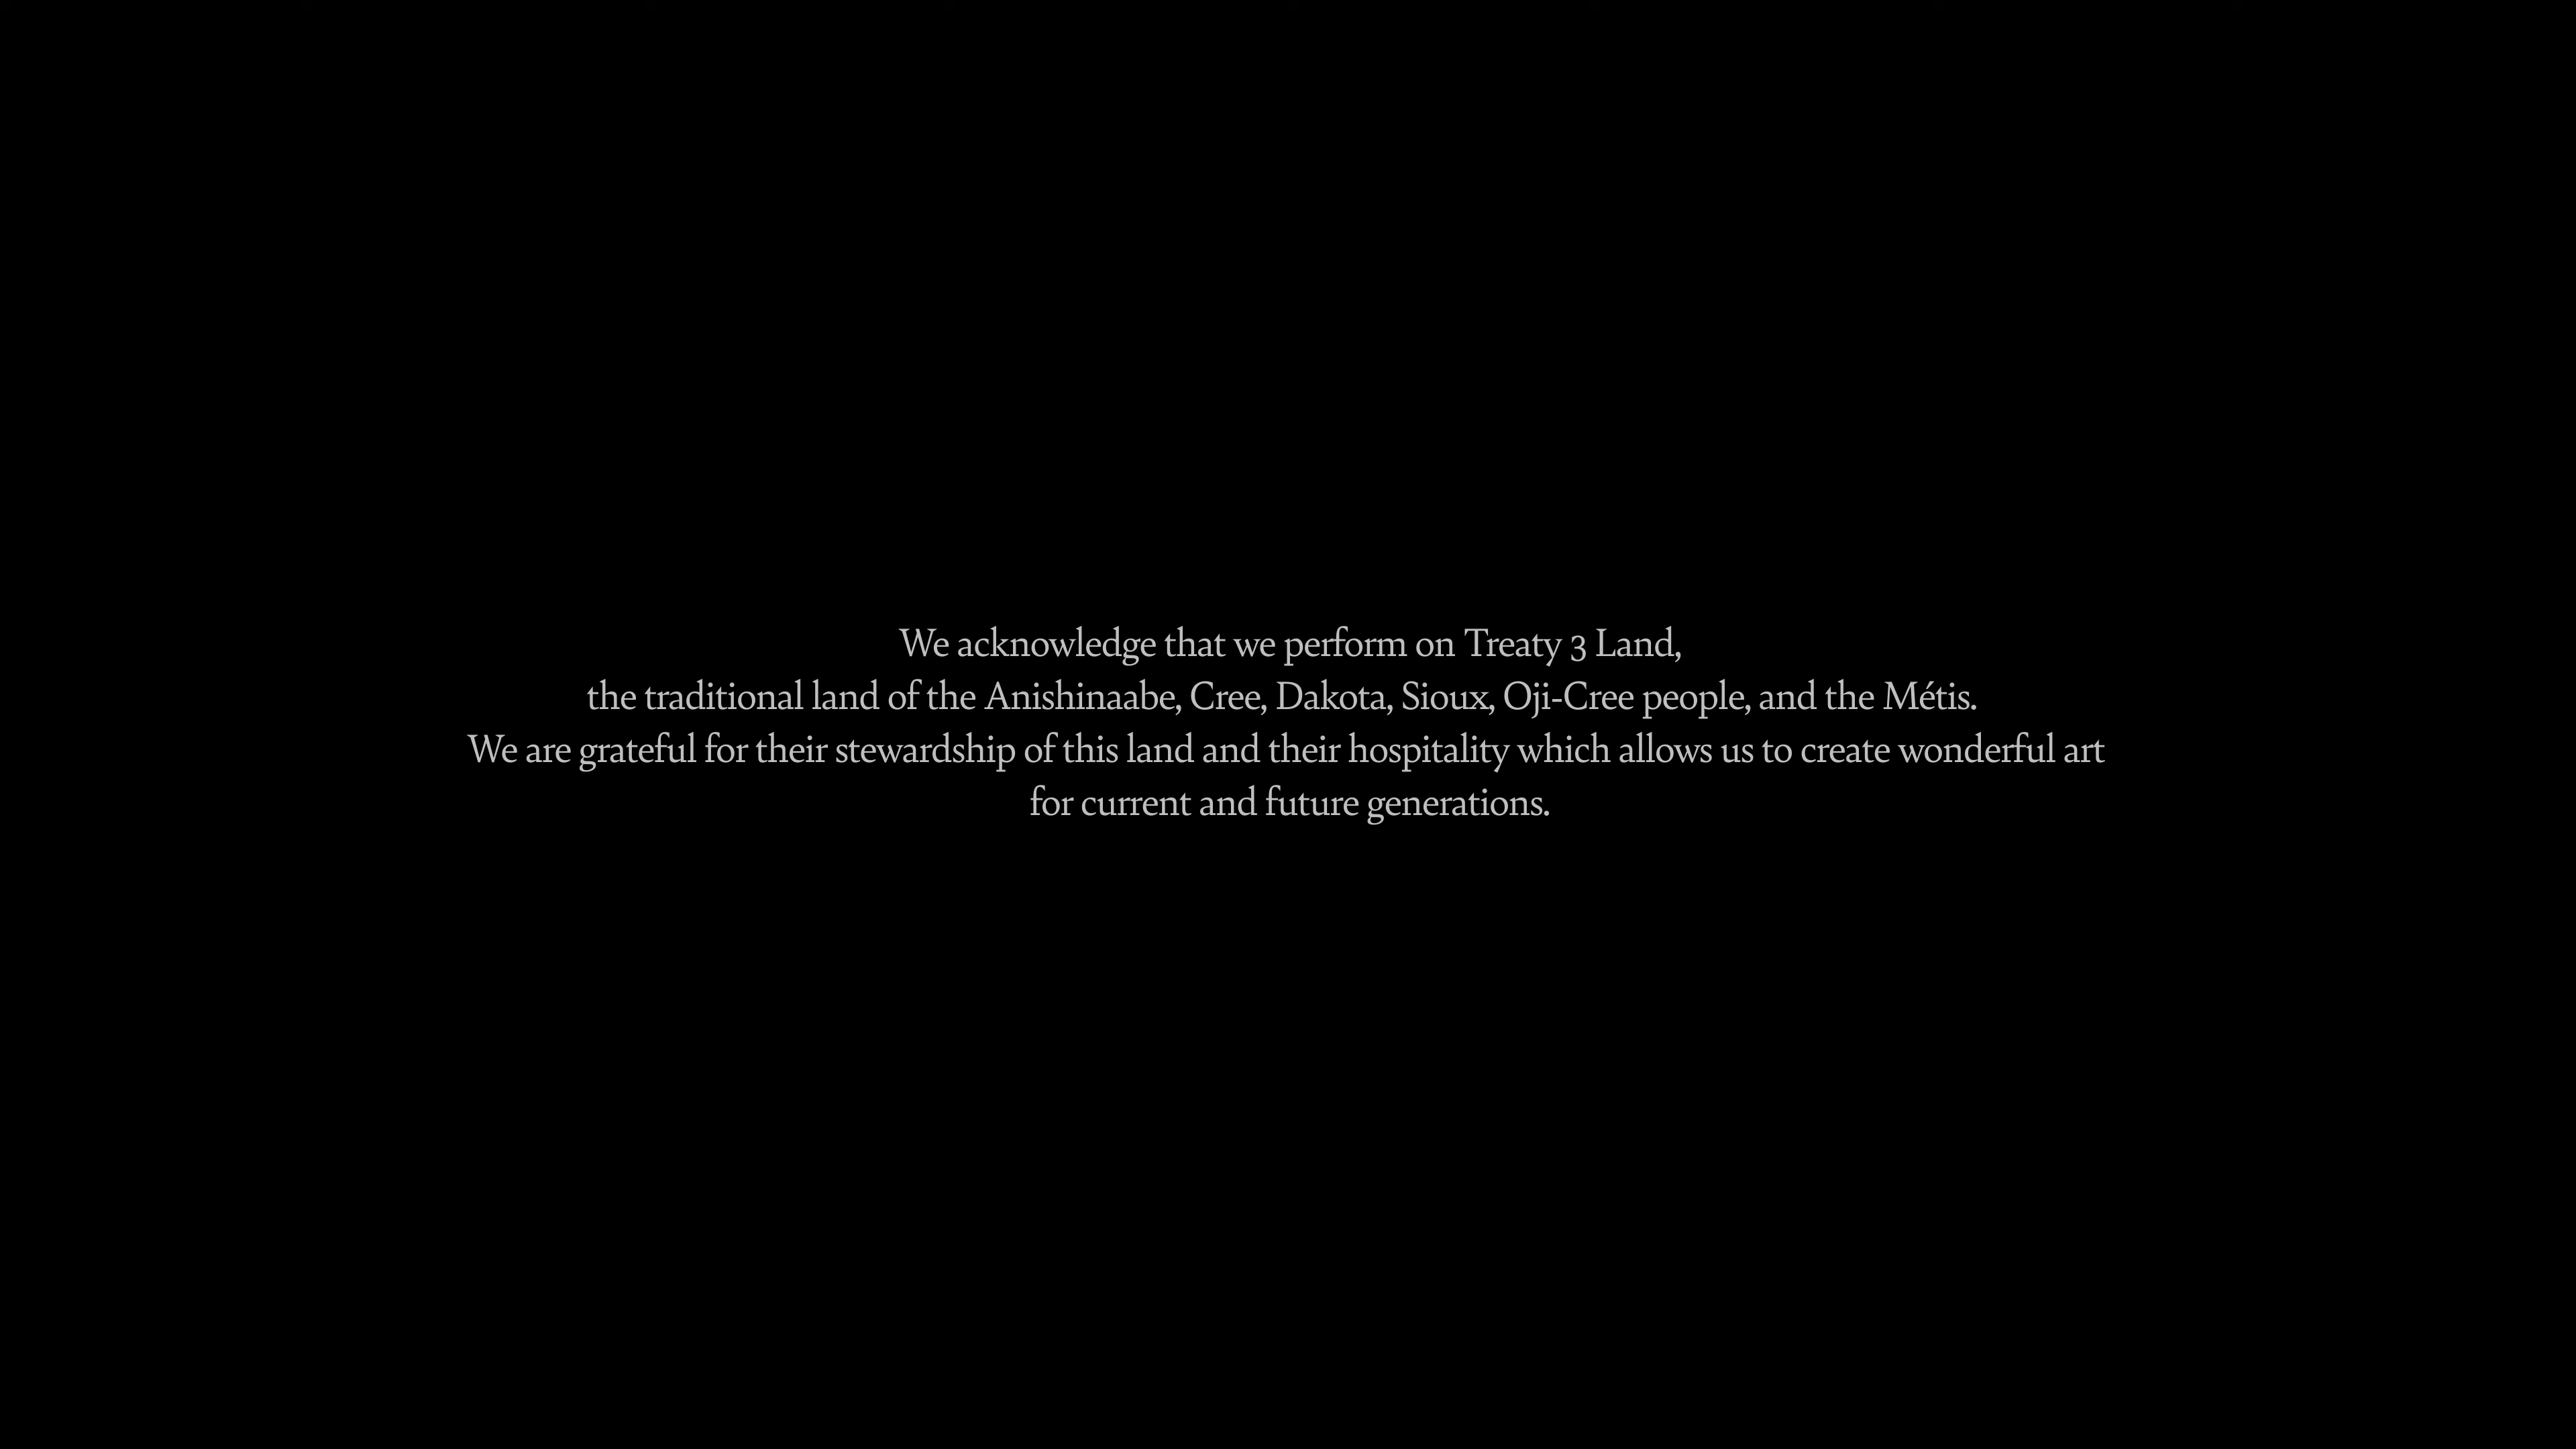 We acknowledge that we perform on Treaty 3 Land,
the traditional land of the Anishinaabe, Cree, Dakota, Sioux, Oji-Cree people, and the Métis.
We are grateful for their stewardship of this land and their hospitality which allows us to create wonderful art
for current and future generations.